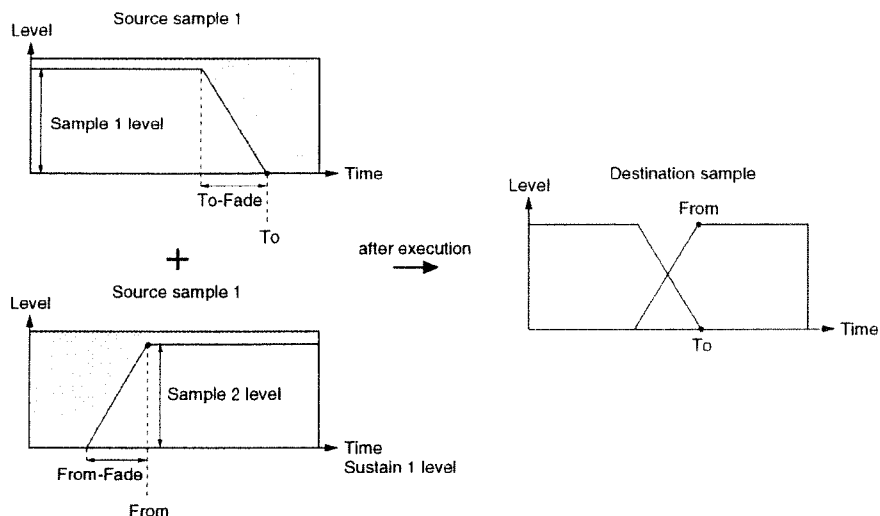 Source sample 1
Level
Sample 1 level
Time
To-Fade
To
+
Source sample 1
Level
Sample 2 level
Time
Sustain 1 level
From-Fade
From
after execution
Destination sample
Level
From
Time
To